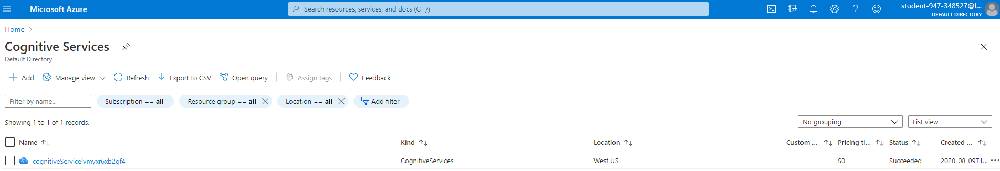 Microsoft Azure
Search resources, services, and docs (G+/)
student-947-348527@l...
DEFAULT DIRECTORY
Home
Cognitive Services
Default Directory
Add Manage view Refresh Export to CSV Open query Assign tags Feedback
Filter by name... Subscription == all Resource group == all Location == all Add filter
Showing 1 to 1 of 1 records. No grouping List view
Name Kind Location Custom ... Pricing ti... Status Created ...
cognitiveServicelvmyxr6xb2qf4 CognitiveServices West US S0 Succeeded 2020-08-09T1...